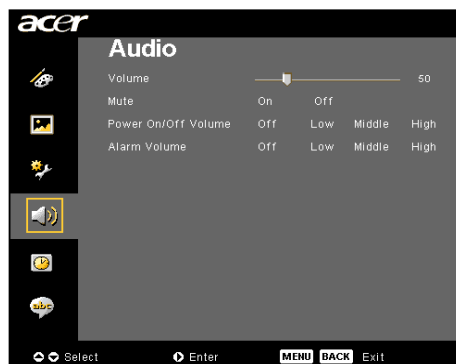 acer
Audio
Volume 50
Mute On Off
Power On/Off Volume Off Low Middle High
Alarm Volume Off Low Middle High
abc
Select Enter MENU BACK Exit